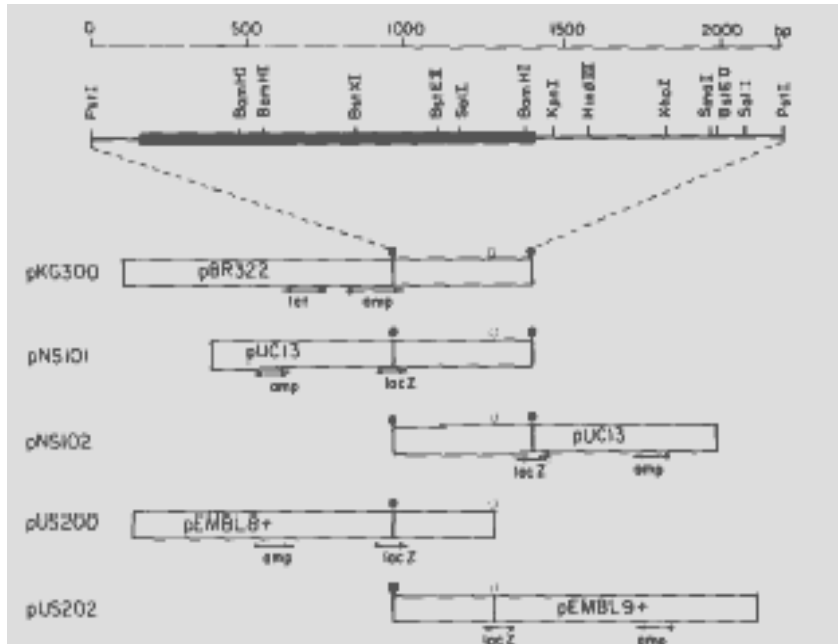 0 500 1000 1500 2000 bp
PstI BamHI BamHI BstXI BstEII SalI BamHI KpnI HindIII XhoI SmaI SalI PstI
pKG300 pBR322
tet amp
pNS101 pUC13
amp lacZ
pNS102 pUC13
lacZ amp
pUS200 pEMBL8+
amp lacZ
pUS202 pEMBL9+
lacZ amp